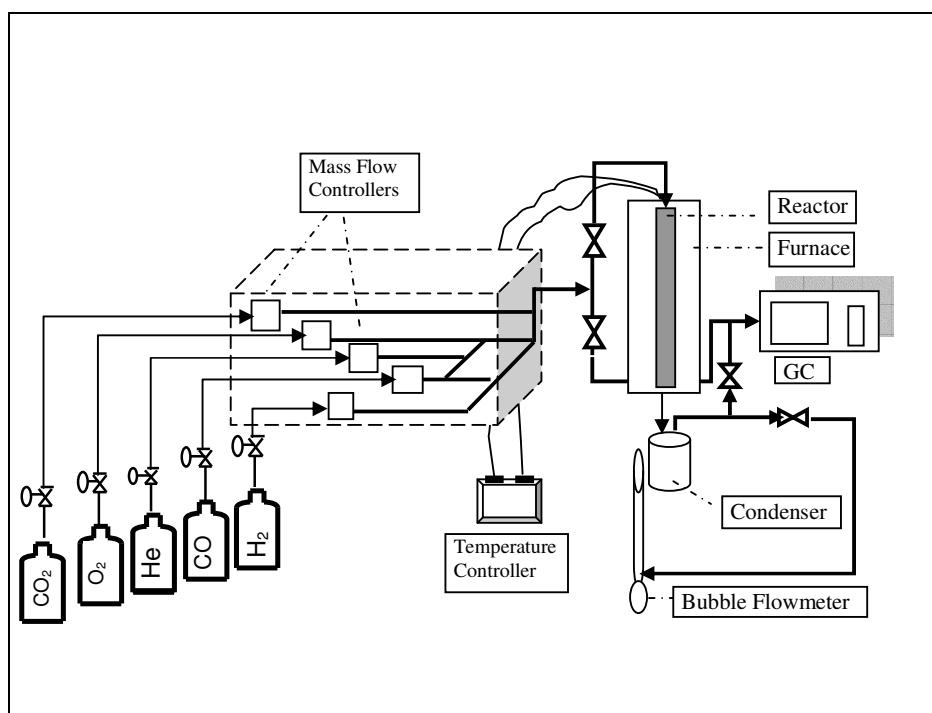 Mass Flow
Controllers
Reactor
Furnace
GC
Condenser
Temperature
Controller
Bubble Flowmeter
CO₂
O₂
He
CO
H₂